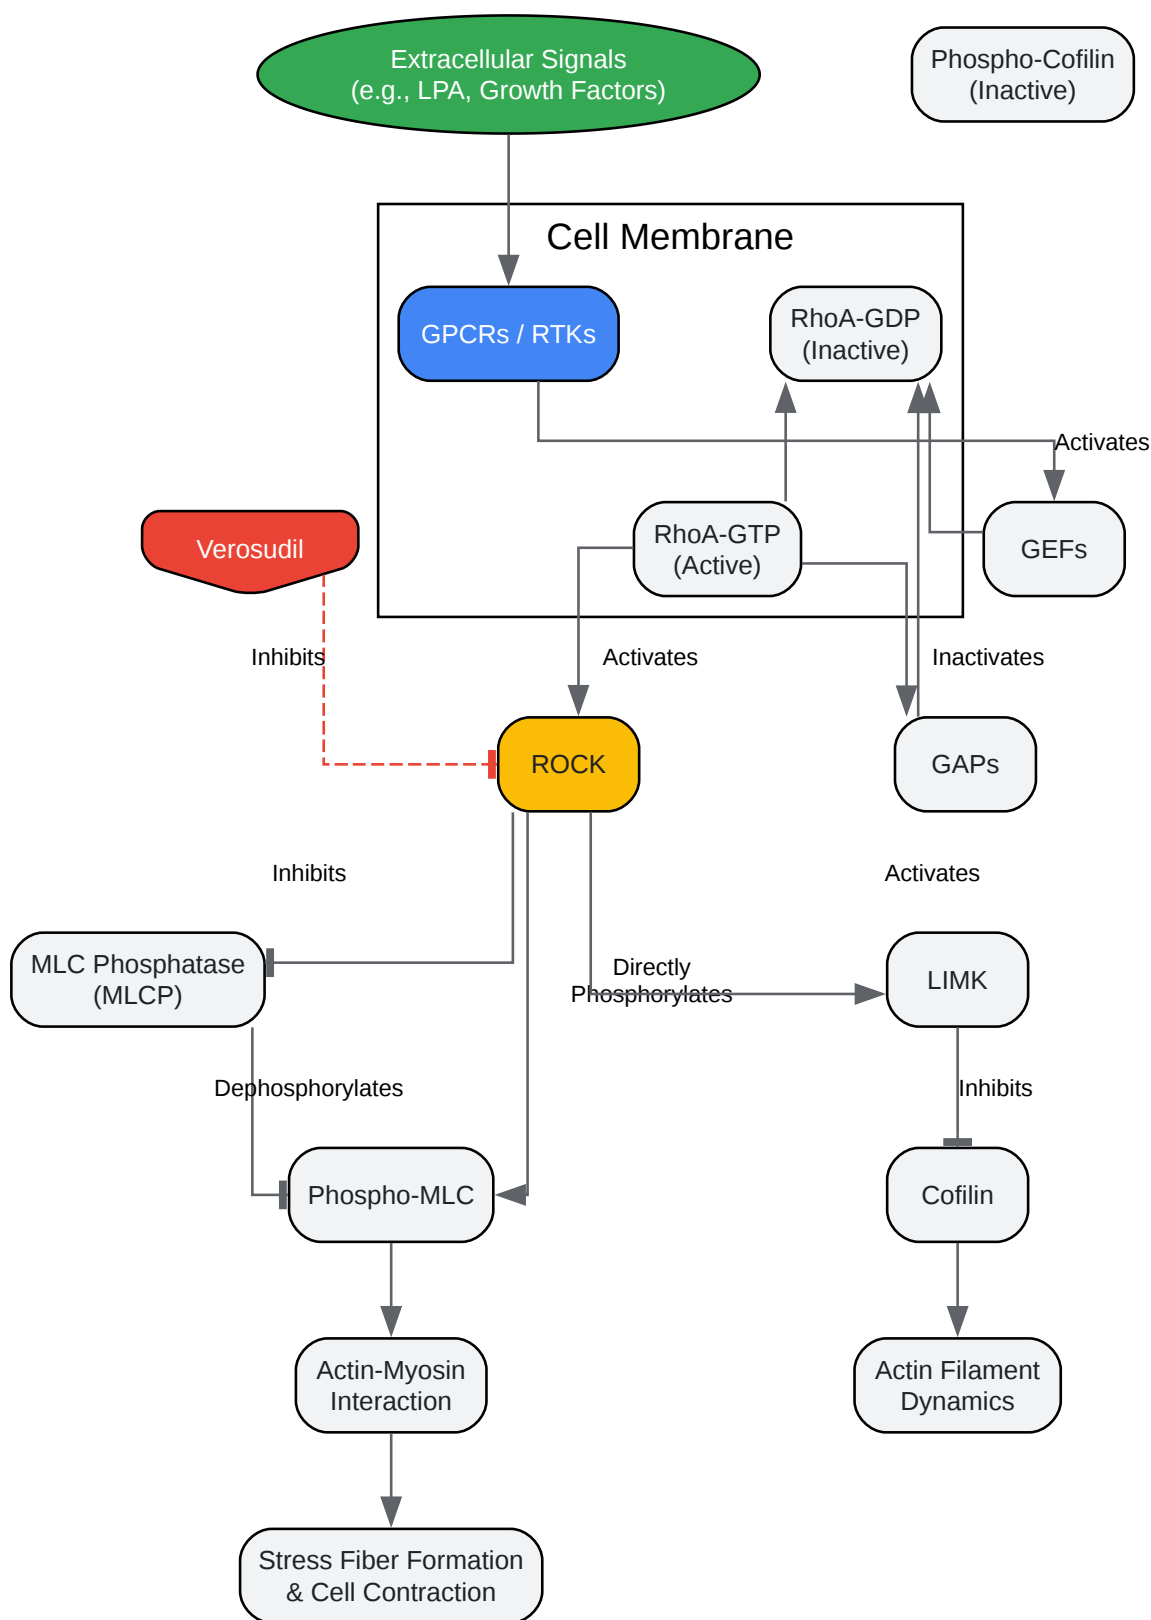 Extracellular Signals
(e.g., LPA, Growth Factors)
Phospho-Cofilin
(Inactive)
Cell Membrane
GPCRs / RTKs
RhoA-GDP
(Inactive)
Activates
Verosudil
RhoA-GTP
(Active)
GEFs
Inhibits
Activates
Inactivates
ROCK
GAPs
Inhibits
Activates
MLC Phosphatase
(MLCP)
Directly
Phosphorylates
LIMK
Dephosphorylates
Inhibits
Phospho-MLC
Cofilin
Actin-Myosin
Interaction
Actin Filament
Dynamics
Stress Fiber Formation
& Cell Contraction